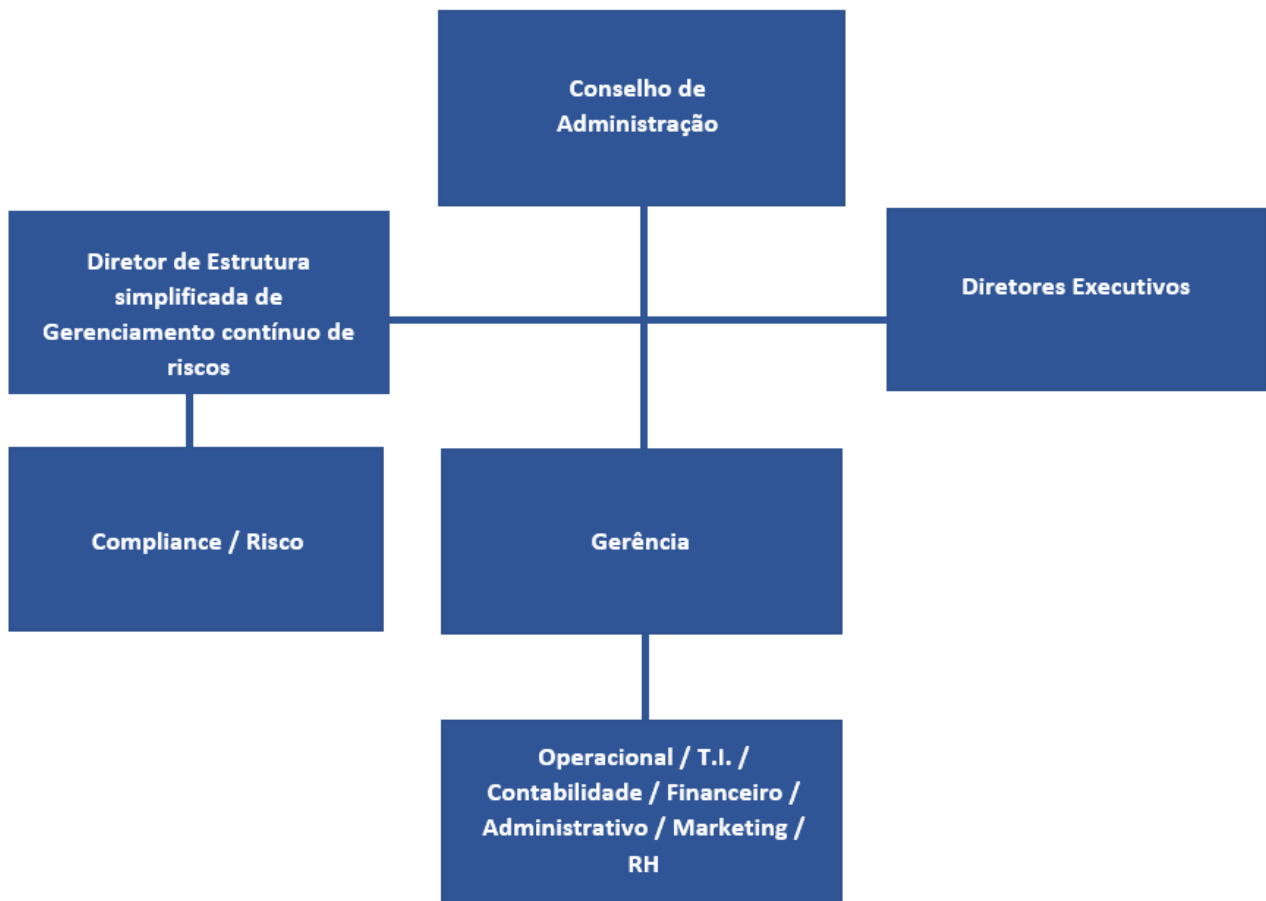 Conselho de
Administração
Diretor de Estrutura
simplificada de
Gerenciamento contínuo de
riscos
Diretores Executivos
Compliance / Risco
Gerência
Operacional / T.I. /
Contabilidade / Financeiro /
Administrativo / Marketing /
RH